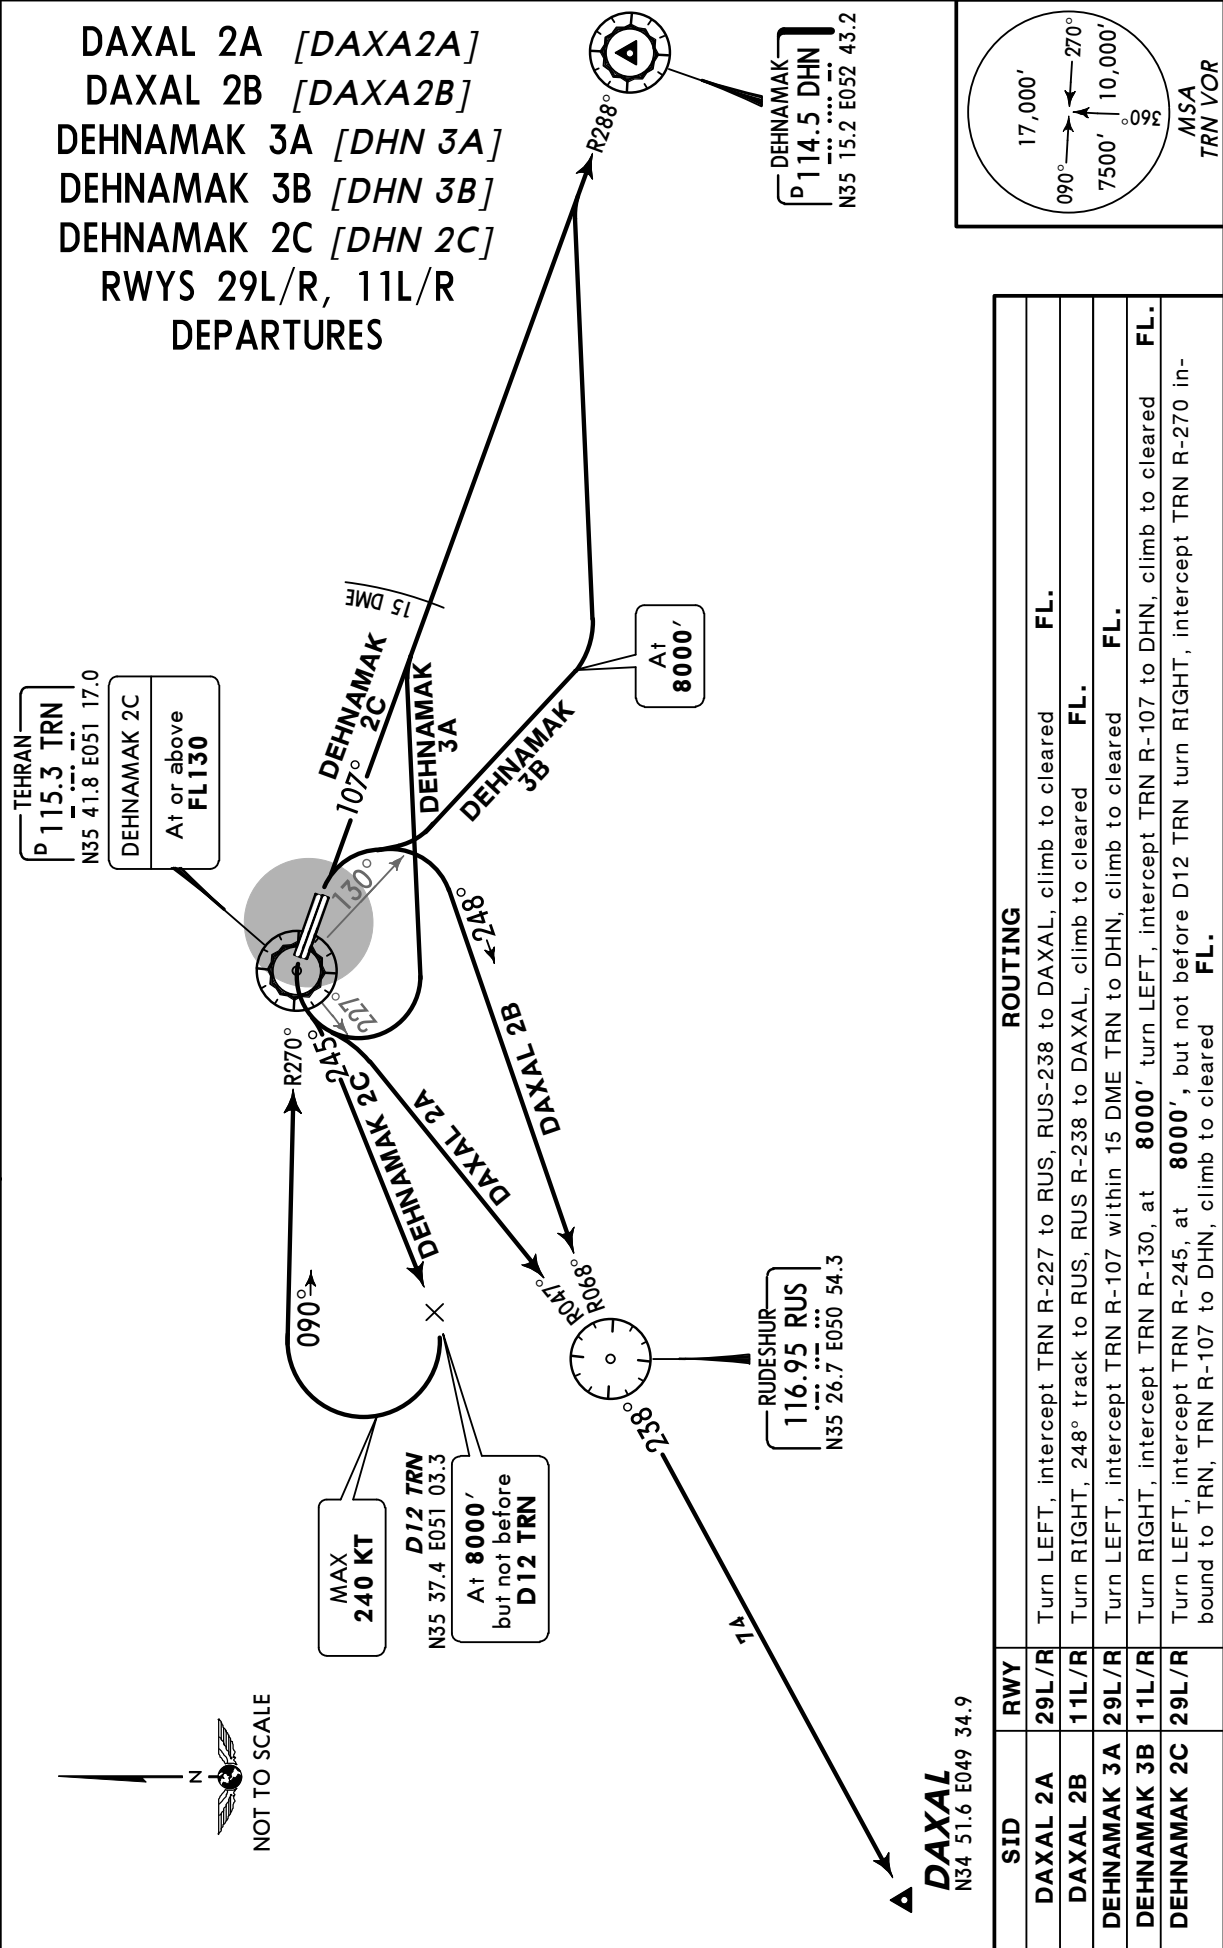 DAXAL 2A [DAXA2A]
DAXAL 2B [DAXA2B]
DEHNAMAK 3A [DHN 3A]
DEHNAMAK 3B [DHN 3B]
DEHNAMAK 2C [DHN 2C]
RWYS 29L/R, 11L/R
DEPARTURES
TEHRAN
P 115.3 TRN
N35 41.8 E051 17.0
DEHNAMAK 2C
At or above
FL130
DEHNAMAK
P 114.5 DHN
N35 15.2 E052 43.2
R288°
15 DME
DEHNAMAK
2C
107°
DEHNAMAK
3A
DEHNAMAK
3B
At
8000'
130°
227°
248°
DAXAL 2B
R270°
245°
DEHNAMAK 2C
DAXAL 2A
090°
R047°
R068°
RUDESHUR
116.95 RUS
N35 26.7 E050 54.3
238°
74
MAX
240 KT
D12 TRN
N35 37.4 E051 03.3
At 8000'
but not before
D12 TRN
N
NOT TO SCALE
DAXAL
N34 51.6 E049 34.9
17,000'
270°
10,000'
360°
7500'
090°
MSA
TRN VOR
SID RWY ROUTING
DAXAL 2A 29L/R Turn LEFT, intercept TRN R-227 to RUS, RUS-238 to DAXAL, climb to cleared FL.
DAXAL 2B 11L/R Turn RIGHT, 248° track to RUS, RUS R-238 to DAXAL, climb to cleared FL.
DEHNAMAK 3A 29L/R Turn LEFT, intercept TRN R-107 within 15 DME TRN to DHN, climb to cleared FL.
DEHNAMAK 3B 11L/R Turn RIGHT, intercept TRN R-130, at 8000' turn LEFT, intercept TRN R-107 to DHN, climb to cleared FL.
DEHNAMAK 2C 29L/R Turn LEFT, intercept TRN R-245, at 8000', but not before D12 TRN turn RIGHT, intercept TRN R-270 in-
bound to TRN, TRN R-107 to DHN, climb to cleared FL.